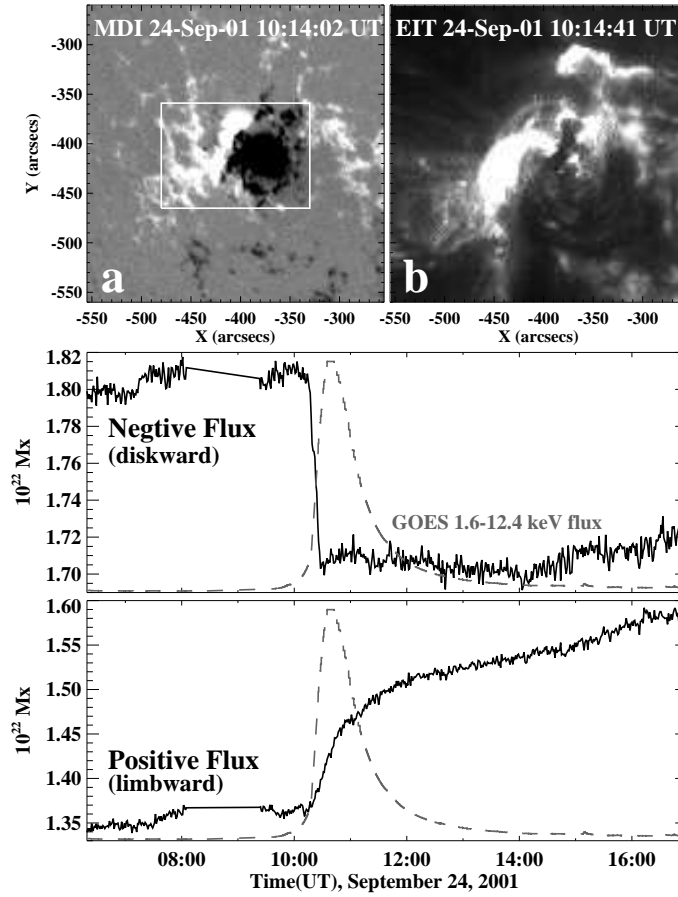 MDI 24-Sep-01 10:14:02 UT
EIT 24-Sep-01 10:14:41 UT
-300
-350
-400
-450
-500
-550
Y (arcsecs)
a
b
-550 -500 -450 -400 -350 -300
-550 -500 -450 -400 -350 -300
X (arcsecs)
X (arcsecs)
1.82
1.80
1.78
1.76
1.74
1.72
1.70
10²² Mx
Negtive Flux
(diskward)
GOES 1.6-12.4 keV flux
1.60
1.55
1.50
1.45
1.40
1.35
10²² Mx
Positive Flux
(limbward)
08:00 10:00 12:00 14:00 16:00
Time(UT), September 24, 2001